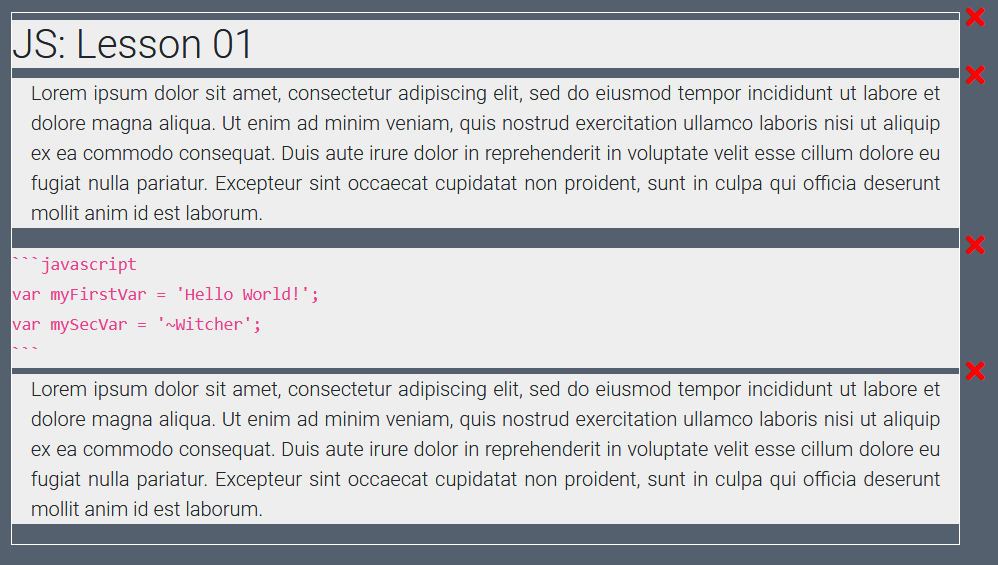 JS: Lesson 01
Lorem ipsum dolor sit amet, consectetur adipiscing elit, sed do eiusmod tempor incididunt ut labore et
dolore magna aliqua. Ut enim ad minim veniam, quis nostrud exercitation ullamco laboris nisi ut aliquip
ex ea commodo consequat. Duis aute irure dolor in reprehenderit in voluptate velit esse cillum dolore eu
fugiat nulla pariatur. Excepteur sint occaecat cupidatat non proident, sunt in culpa qui officia deserunt
mollit anim id est laborum.
```javascript
var myFirstVar = 'Hello World!';
var mySecVar = '~Witcher';
```
Lorem ipsum dolor sit amet, consectetur adipiscing elit, sed do eiusmod tempor incididunt ut labore et
dolore magna aliqua. Ut enim ad minim veniam, quis nostrud exercitation ullamco laboris nisi ut aliquip
ex ea commodo consequat. Duis aute irure dolor in reprehenderit in voluptate velit esse cillum dolore eu
fugiat nulla pariatur. Excepteur sint occaecat cupidatat non proident, sunt in culpa qui officia deserunt
mollit anim id est laborum.